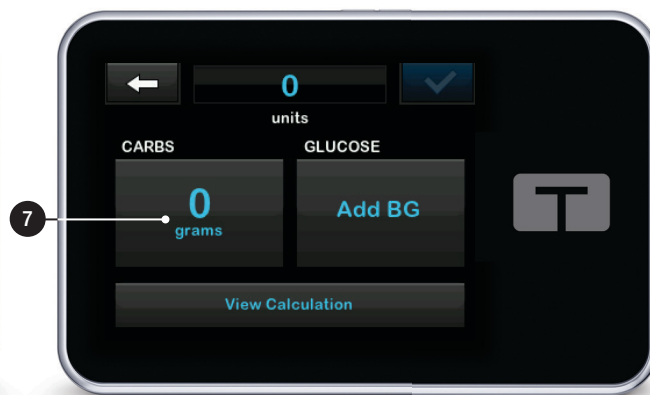 0
units
CARBS
GLUCOSE
7
0
grams
Add BG
View Calculation
T